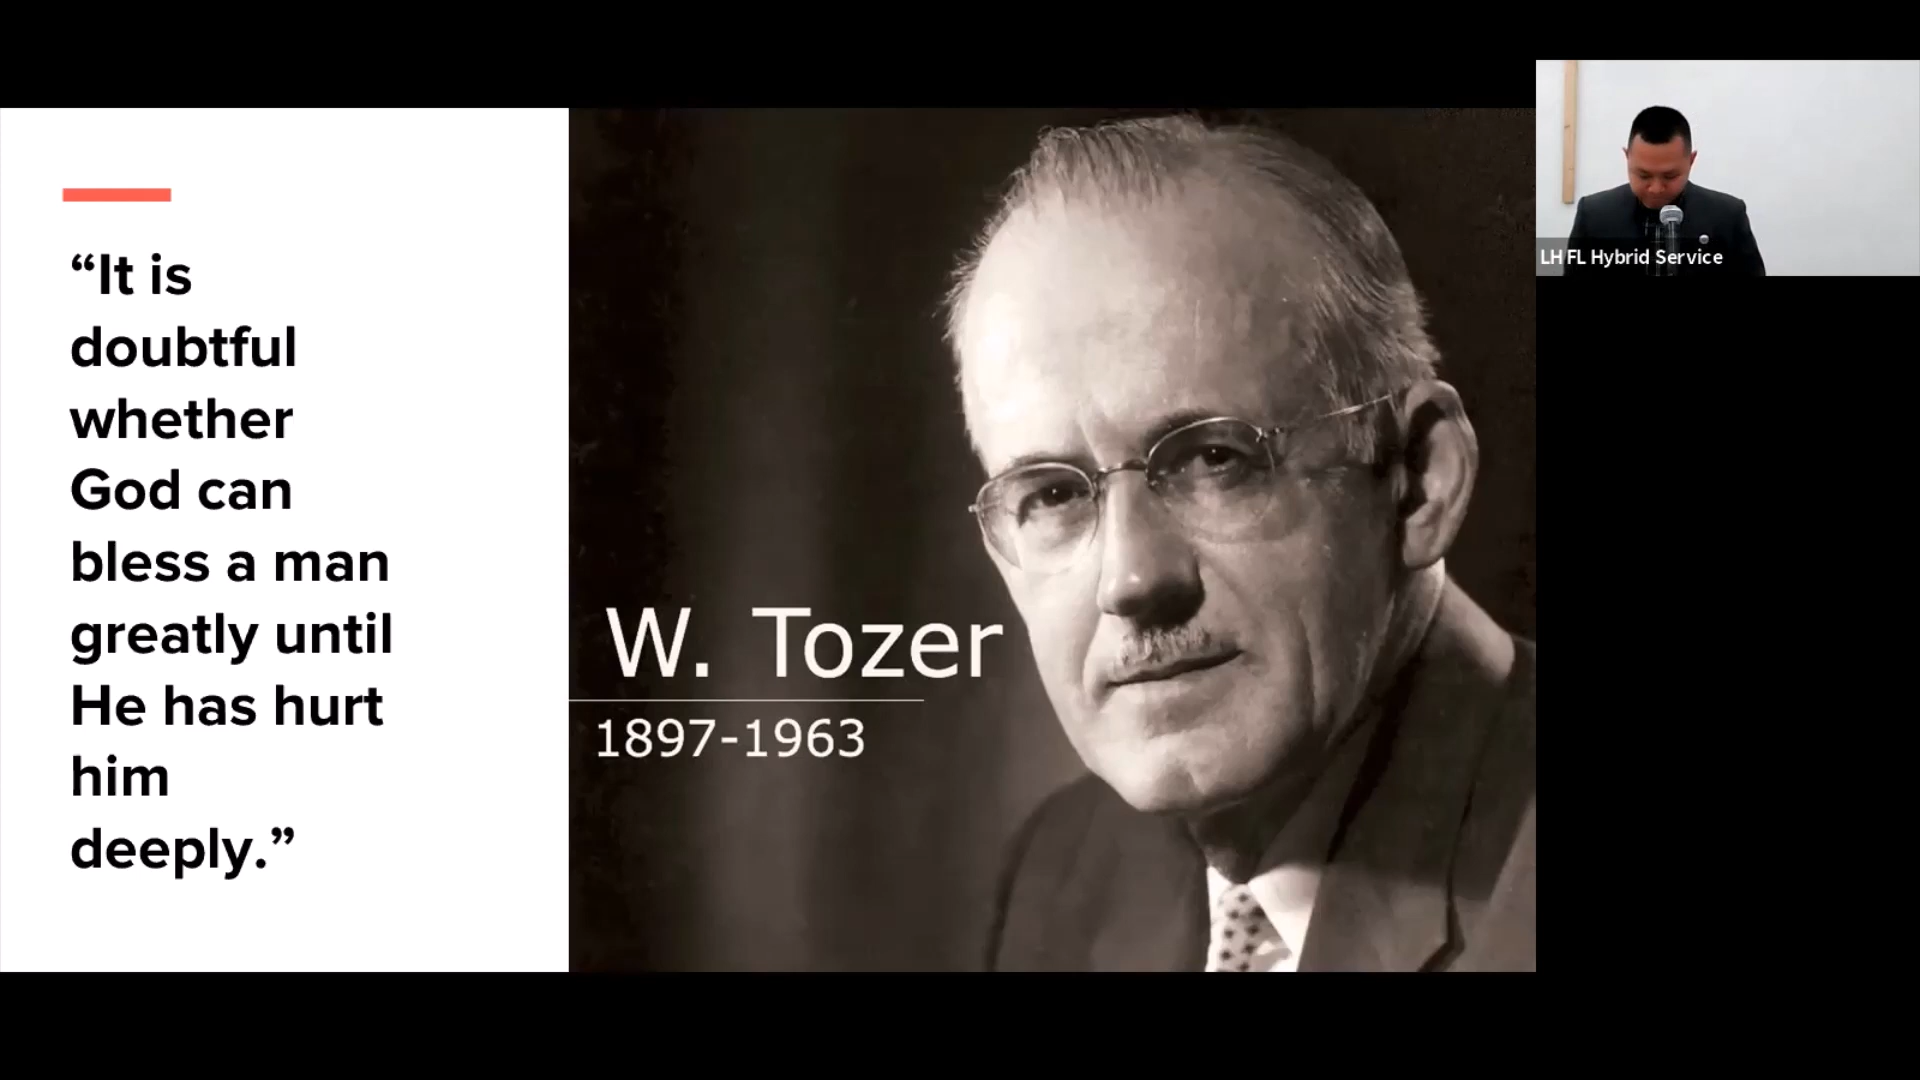 “It is
doubtful
whether
God can
bless a man
greatly until
He has hurt
him
deeply.”
W. Tozer
1897-1963
LH FL Hybrid Service